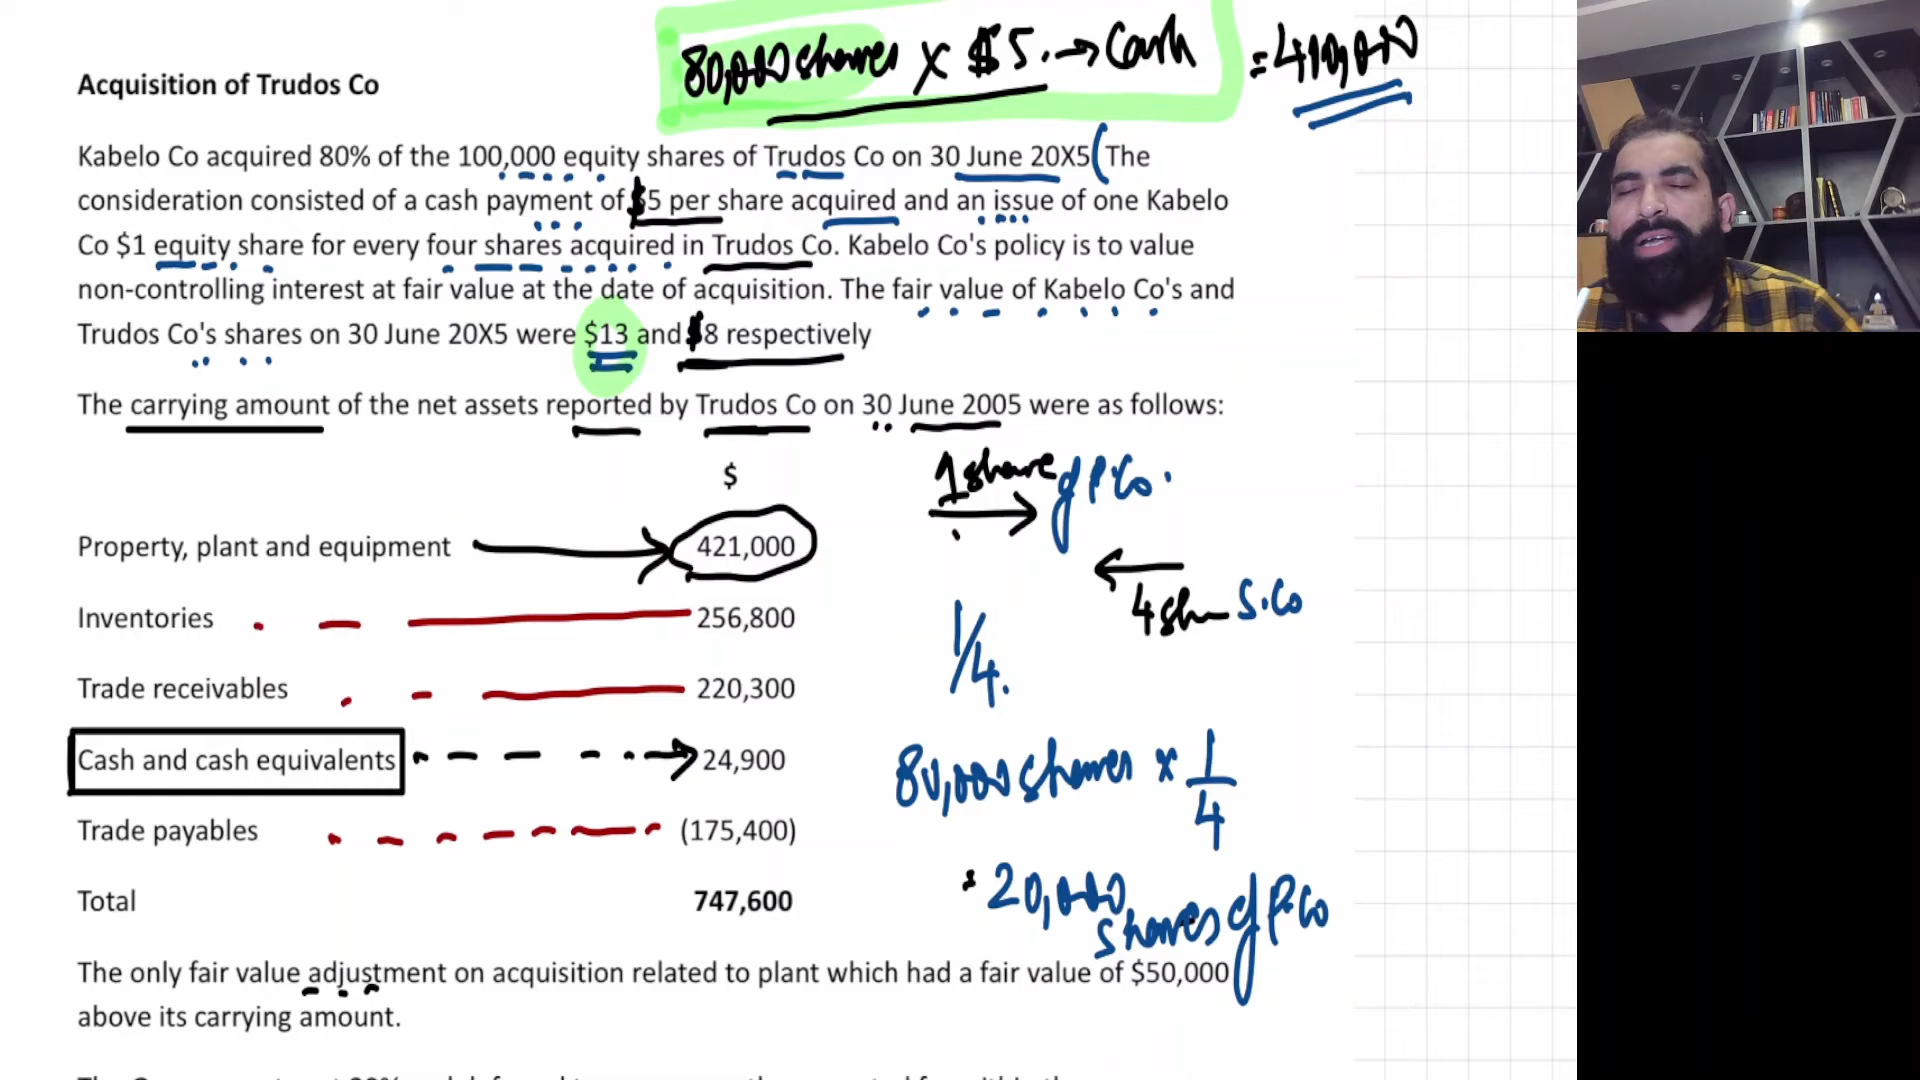 80,000 shares x $5. → Cash = 400,000
Acquisition of Trudos Co
Kabelo Co acquired 80% of the 100,000 equity shares of Trudos Co on 30 June 20X5 (The
consideration consisted of a cash payment of $5 per share acquired and an issue of one Kabelo
Co $1 equity share for every four shares acquired in Trudos Co. Kabelo Co's policy is to value
non-controlling interest at fair value at the date of acquisition. The fair value of Kabelo Co's and
Trudos Co's shares on 30 June 20X5 were $13 and $8 respectively
The carrying amount of the net assets reported by Trudos Co on 30 June 2005 were as follows:
$
1 share of P.Co.
Property, plant and equipment 421,000
4 sh S.Co
Inventories 256,800
1/4.
Trade receivables 220,300
Cash and cash equivalents 24,900
80,000 shares x 1/4
Trade payables (175,400)
Total 747,600
= 20,000
shares of P.Co
The only fair value adjustment on acquisition related to plant which had a fair value of $50,000
above its carrying amount.